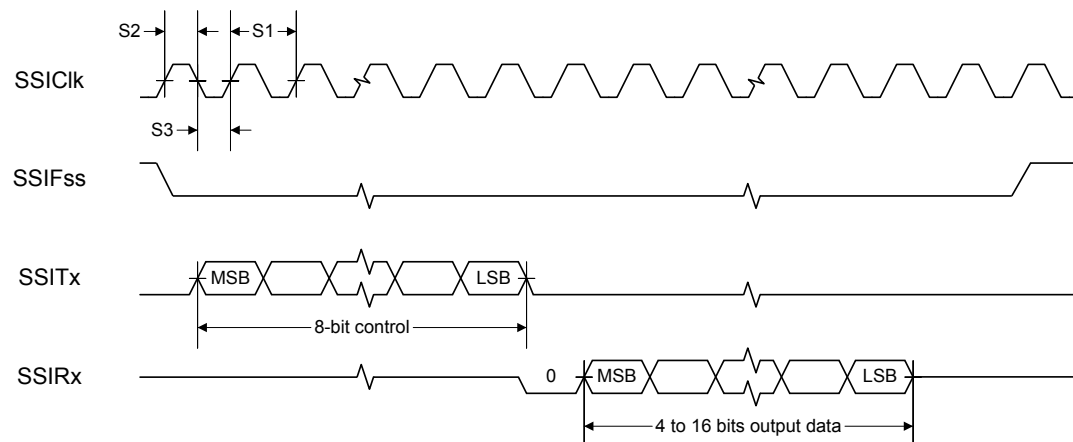 S2
S1
SSIClk
S3
SSIFss
SSITx
MSB
LSB
8-bit control
SSIRx
0
MSB
LSB
4 to 16 bits output data